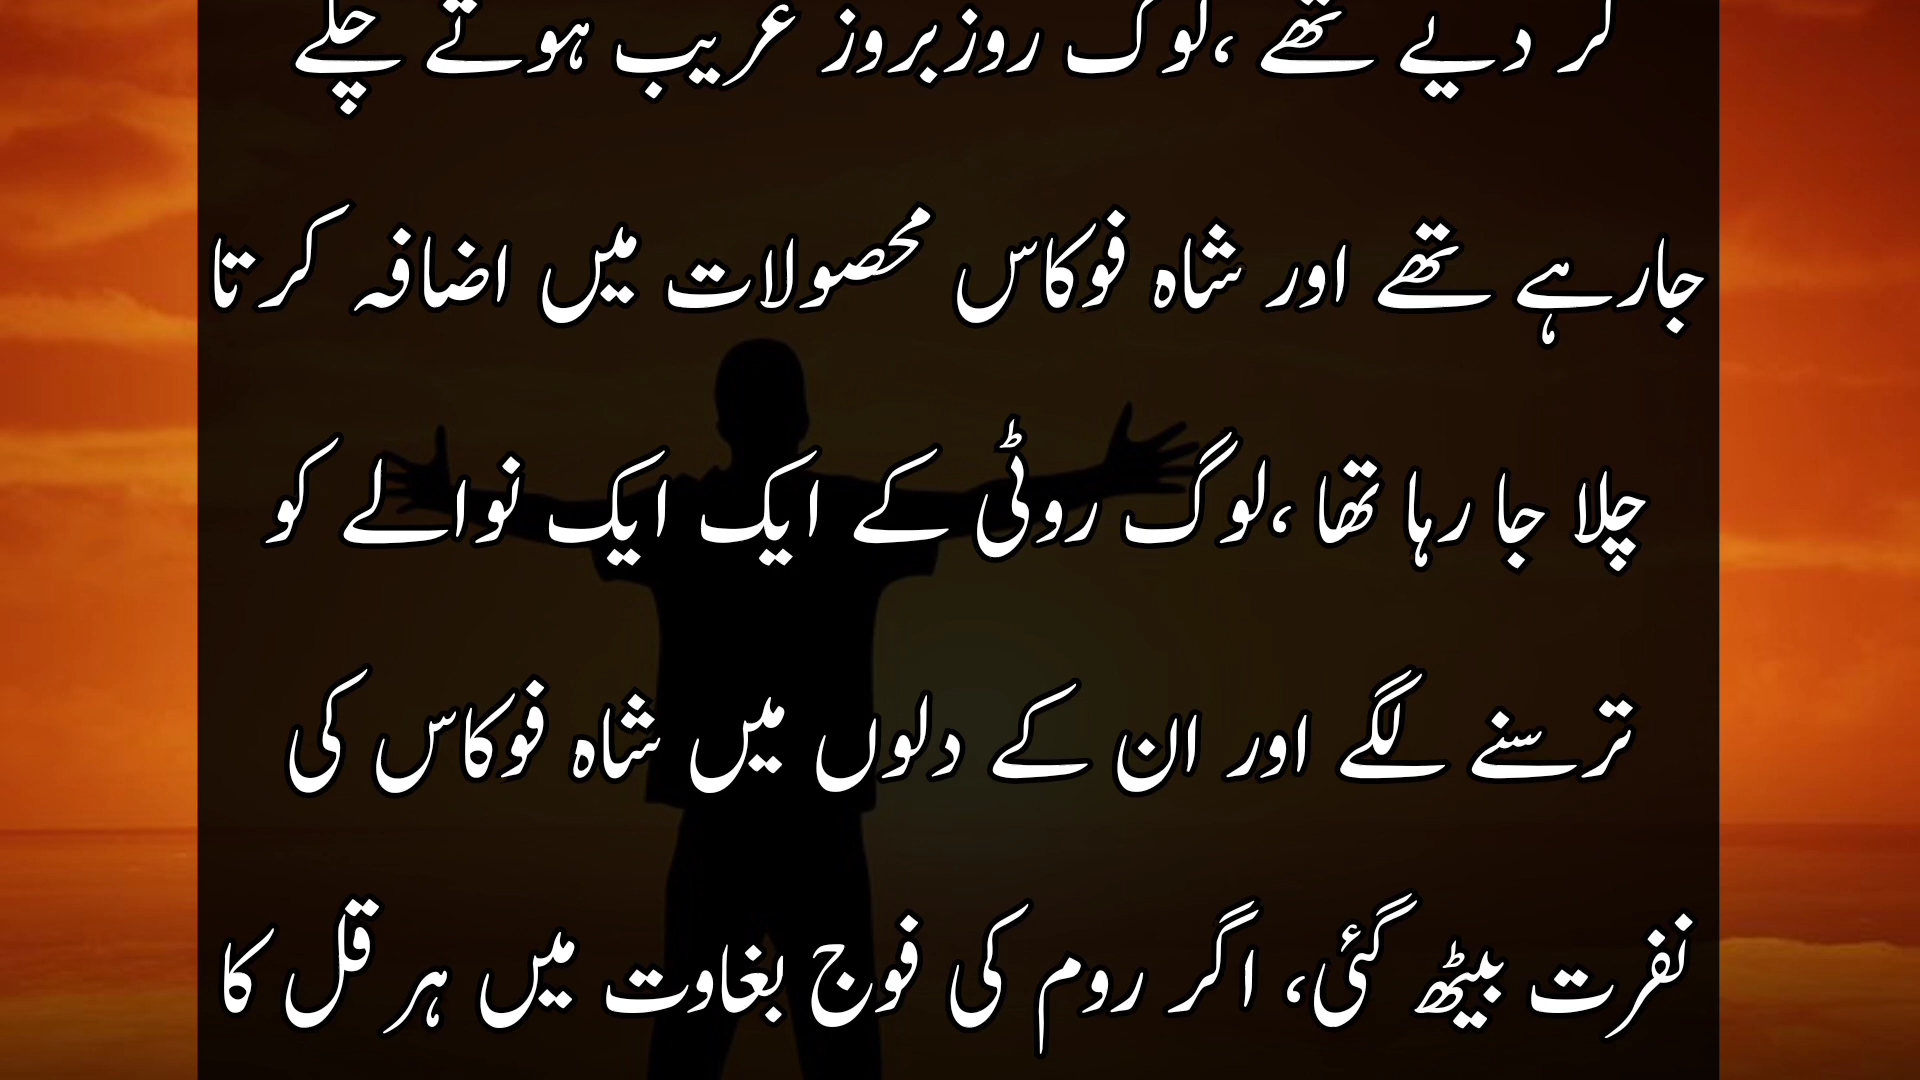 کر دیے تھے ،لوگ روزبروز غریب ہوتے چلے
جارہے تھے اور شاہ فوکاس محصولات میں اضافہ کرتا
چلا جا رہا تھا ،لوگ روٹی کے ایک ایک نوالے کو
ترسنے لگے اور ان کے دلوں میں شاہ فوکاس کی
نفرت بیٹھ گئی، اگر روم کی فوج بغاوت میں ہرقل کا